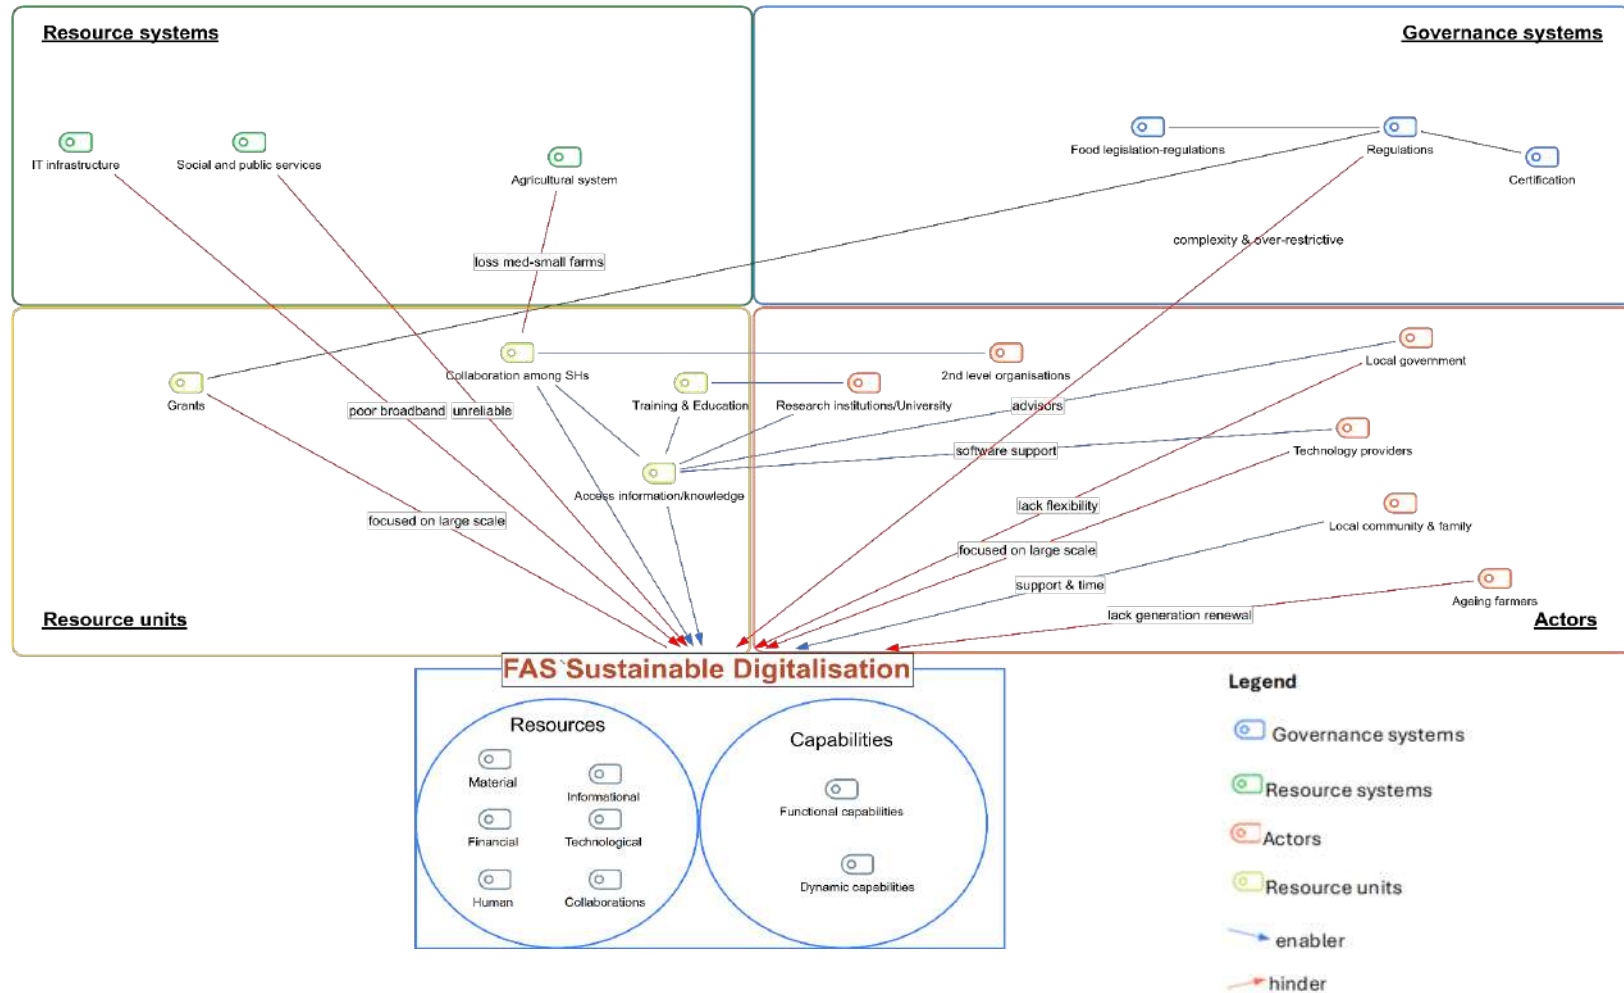 Resource systems
Governance systems
IT infrastructure
Social and public services
Agricultural system
Food legislation-regulations
Regulations
Certification
complexity & over-restrictive
loss med-small farms
Collaboration among SHs
2nd level organisations
Local government
Grants
Training & Education
Research institutions/University
advisors
poor broadband
unreliable
software support
Technology providers
Access information/knowledge
focused on large scale
lack flexibility
Local community & family
focused on large scale
support & time
Ageing farmers
lack generation renewal
Resource units
Actors
FAS`Sustainable Digitalisation
Resources
Capabilities
Material
Informational
Functional capabilities
Financial
Technological
Dynamic capabilities
Human
Collaborations
Legend
Governance systems
Resource systems
Actors
Resource units
enabler
hinder